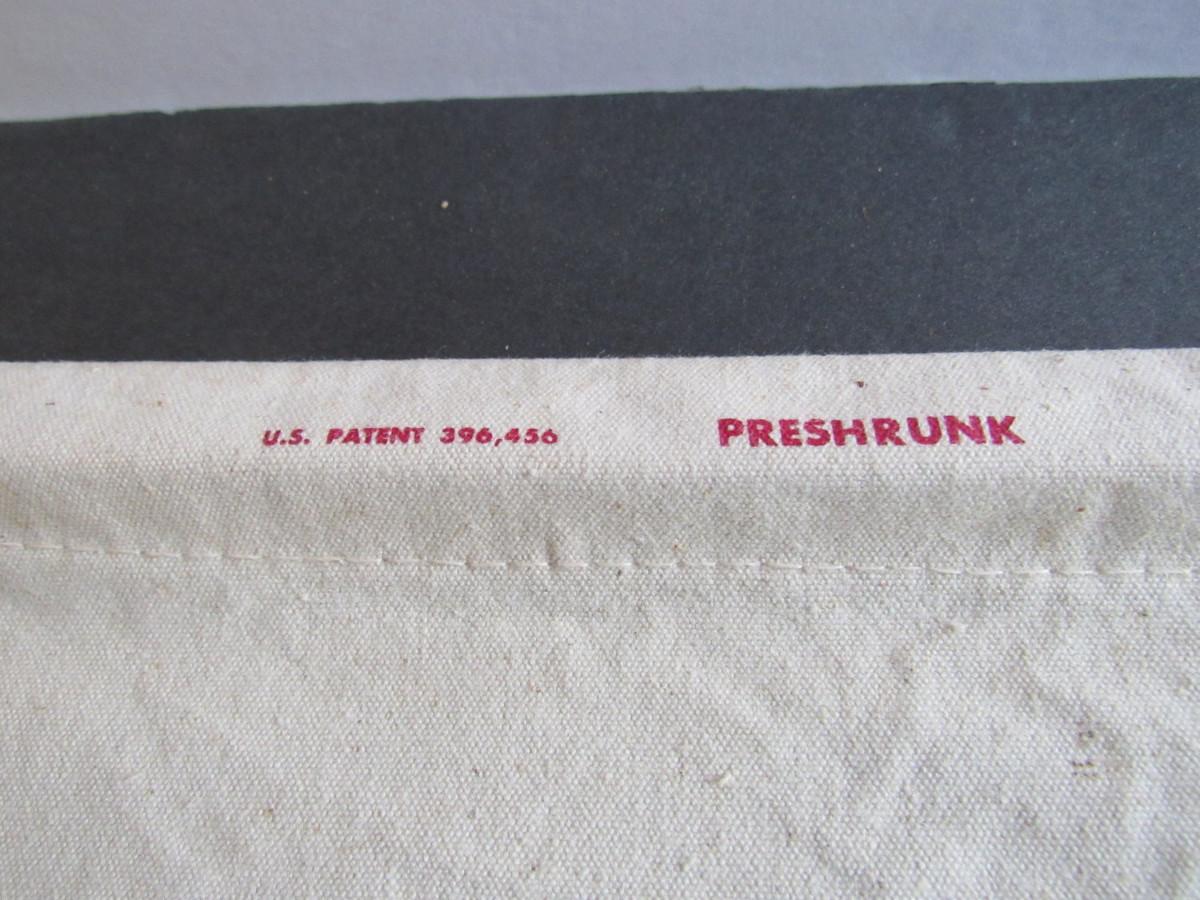 U.S. PATENT 396,456 PRESHRUNK